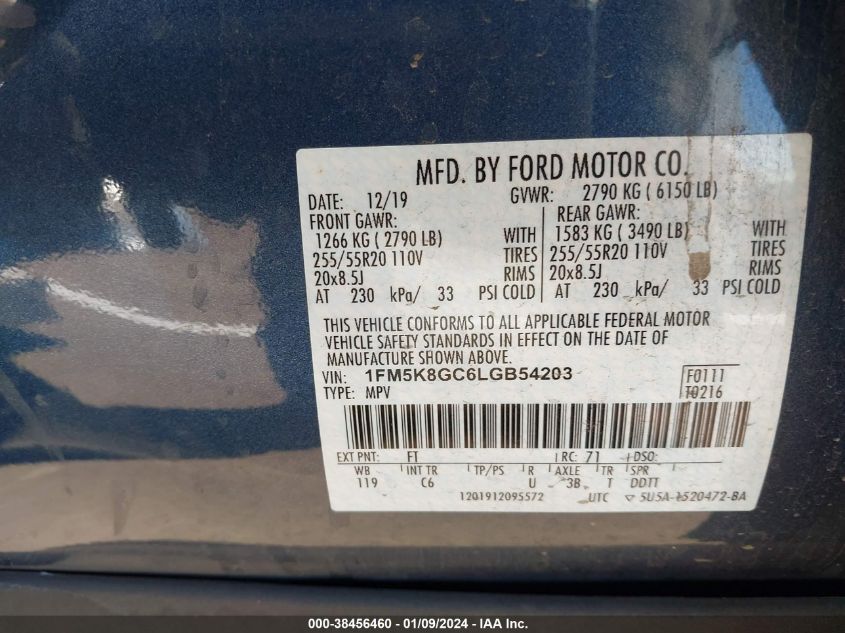 MFD. BY FORD MOTOR CO.
DATE: 12/19 GVWR: 2790 KG ( 6150 LB)
FRONT GAWR: REAR GAWR:
1266 KG ( 2790 LB) WITH 1583 KG ( 3490 LB) WITH
255/55R20 110V TIRES 255/55R20 110V TIRES
20x8.5J RIMS 20x8.5J RIMS
AT 230 kPa/ 33 PSI COLD AT 230 kPa/ 33 PSI COLD
THIS VEHICLE CONFORMS TO ALL APPLICABLE FEDERAL MOTOR
VEHICLE SAFETY STANDARDS IN EFFECT ON THE DATE OF
MANUFACTURE SHOWN ABOVE.
VIN: 1FM5K8GC6LGB54203 F0111
TYPE: MPV T0216
EXT PNT: FT RC: 71 DSO:
WB INT TR TP/PS R AXLE TR SPR
119 C6 U 3B T DDTT
1201912095572 UTC ▽ 5U5A-1520472-BA
000-38456460 - 01/09/2024 - IAA Inc.